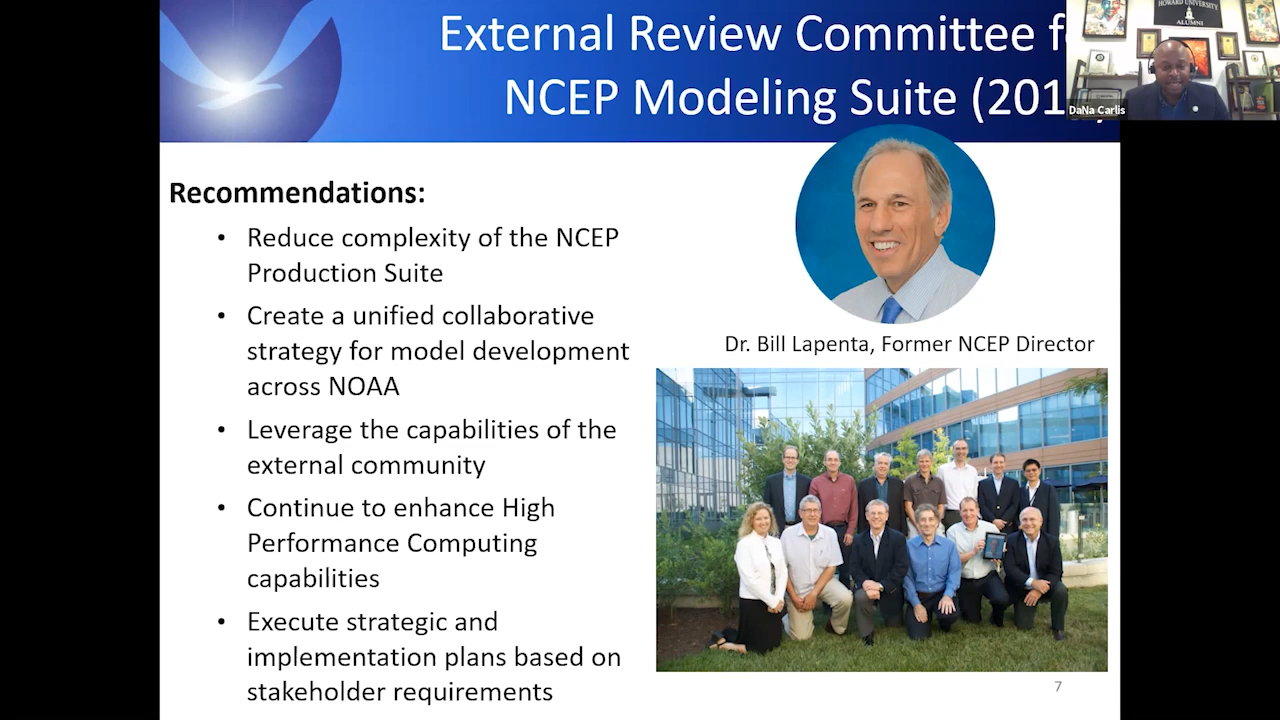 External Review Committee
NCEP Modeling Suite (201
HOWARD UNIVERSITY
ALUMNI
DaNa Carlis
Recommendations:
• Reduce complexity of the NCEP
Production Suite
• Create a unified collaborative
strategy for model development
across NOAA
• Leverage the capabilities of the
external community
• Continue to enhance High
Performance Computing
capabilities
• Execute strategic and
implementation plans based on
stakeholder requirements
Dr. Bill Lapenta, Former NCEP Director
7